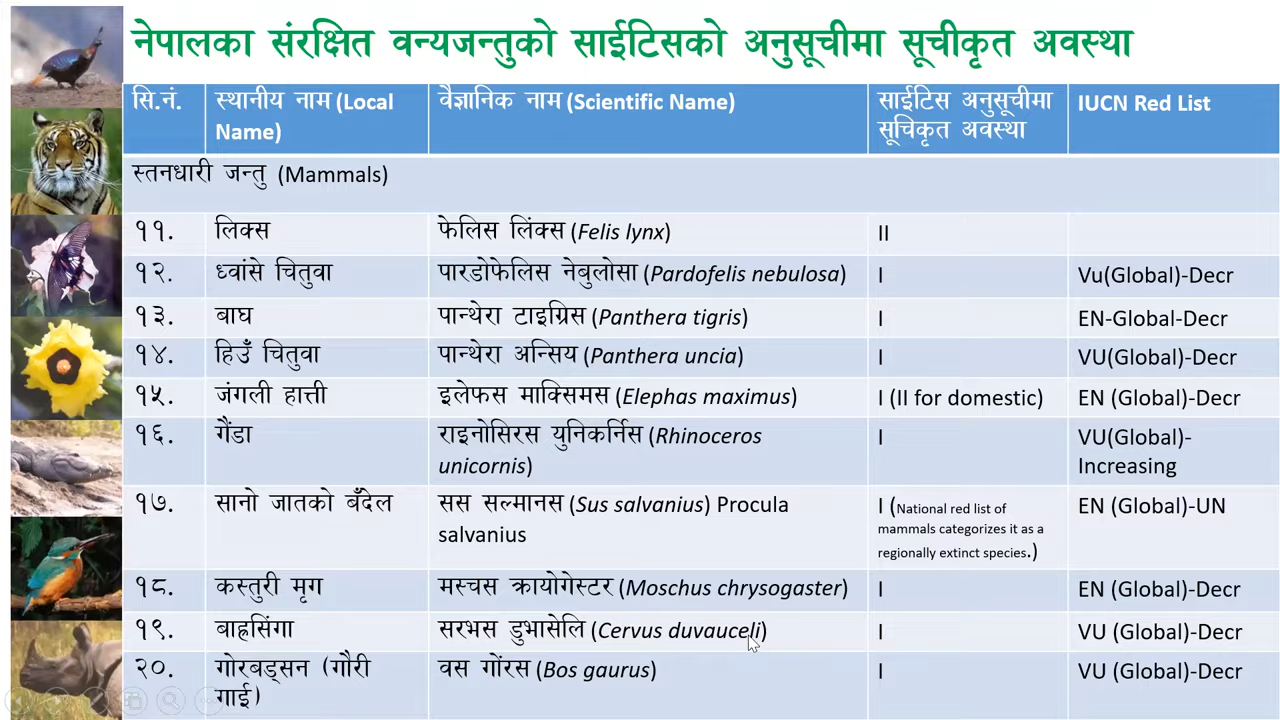 नेपालका संरक्षित वन्यजन्तुको साईटिसको अनुसूचीमा सूचीकृत अवस्था
सि.नं. स्थानीय नाम (Local Name) वैज्ञानिक नाम (Scientific Name) साईटिस अनुसूचीमा सूचिकृत अवस्था IUCN Red List
स्तनधारी जन्तु (Mammals)
११. लिक्स फेलिस लिंक्स (Felis lynx) II
१२. ध्वांसे चितुवा पारडोफेलिस नेबुलोसा (Pardofelis nebulosa) I Vu(Global)-Decr
१३. बाघ पान्थेरा टाइग्रिस (Panthera tigris) I EN-Global-Decr
१४. हिउँ चितुवा पान्थेरा अन्सिय (Panthera uncia) I VU(Global)-Decr
१५. जंगली हात्ती इलेफस माक्सिमस (Elephas maximus) I (II for domestic) EN (Global)-Decr
१६. गैंडा राइनोसिरस युनिकर्निस (Rhinoceros unicornis) I VU(Global)-Increasing
१७. सानो जातको बँदेल सस सल्मानस (Sus salvanius) Procula salvanius I (National red list of mammals categorizes it as a regionally extinct species.) EN (Global)-UN
१८. कस्तुरी मृग मस्चस क्रायोगेस्टर (Moschus chrysogaster) I EN (Global)-Decr
१९. बाह्रसिंगा सरभस डुभासेलि (Cervus duvauceli) I VU (Global)-Decr
२०. गोरबड्सन (गौरी गाई) वस गोंरस (Bos gaurus) I VU (Global)-Decr